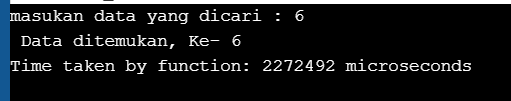 masukan data yang dicari : 6
Data ditemukan, Ke- 6
Time taken by function: 2272492 microseconds